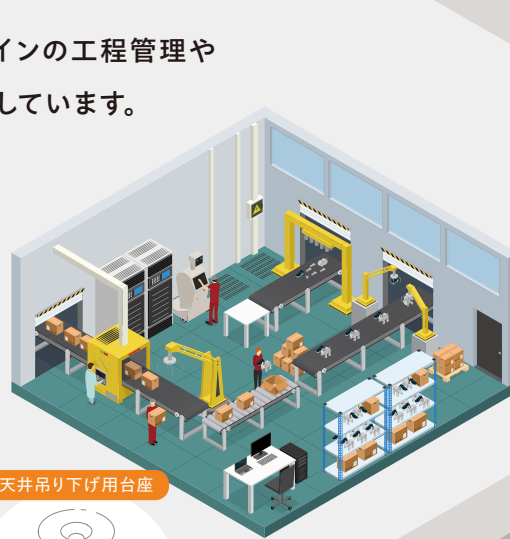 インの工程管理や
しています。
天井吊り下げ用台座